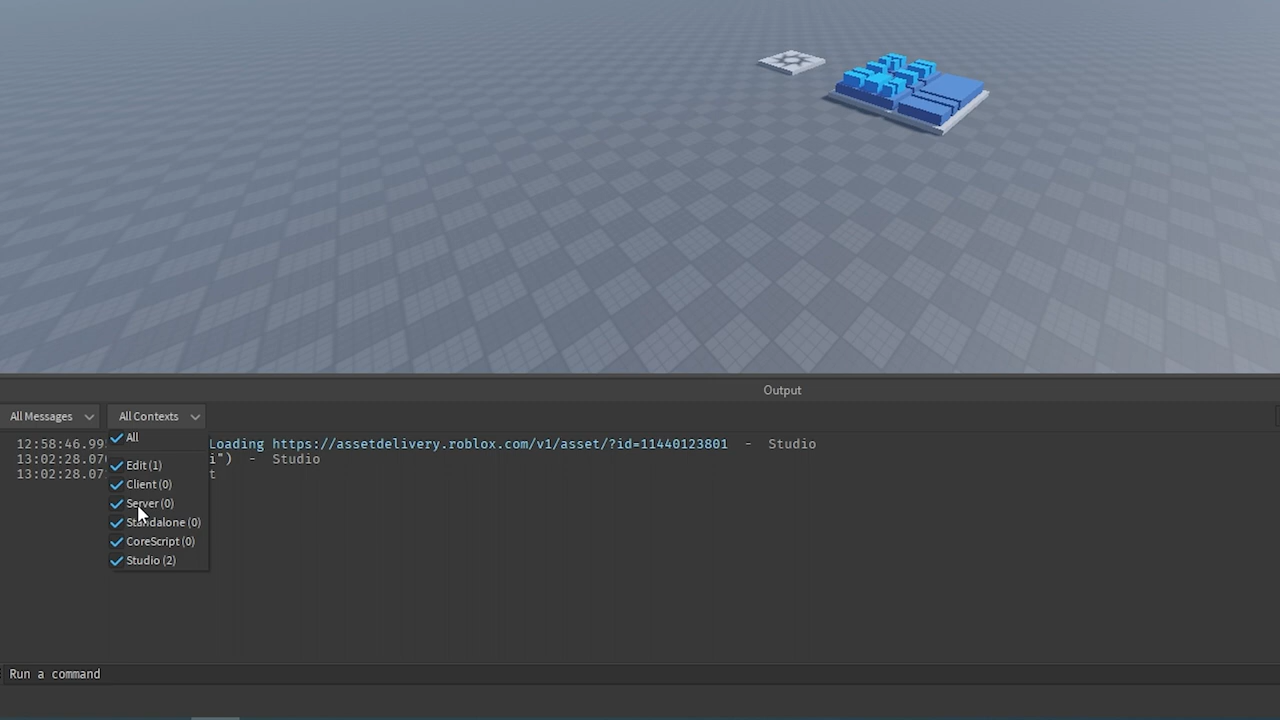 Output
All Messages
All Contexts
All
Edit (1)
Client (0)
Server (0)
Standalone (0)
CoreScript (0)
Studio (2)
12:58:46.99 Loading https://assetdelivery.roblox.com/v1/asset/?id=11440123801 - Studio
13:02:28.07 i") - Studio
13:02:28.07 t
Run a command